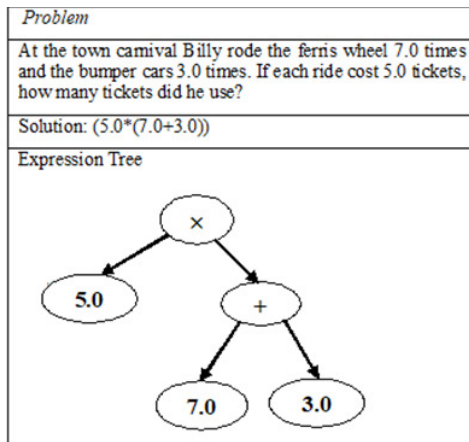 Problem
At the town carnival Billy rode the ferris wheel 7.0 times
and the bumper cars 3.0 times. If each ride cost 5.0 tickets,
how many tickets did he use?
Solution: (5.0*(7.0+3.0))
Expression Tree
×
5.0
+
7.0
3.0